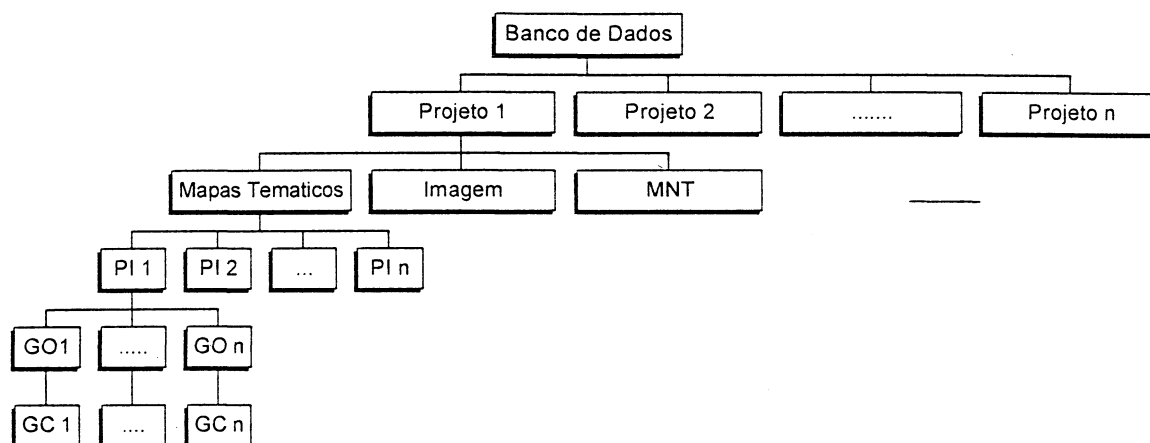 Banco de Dados
Projeto 1 Projeto 2 ....... Projeto n
Mapas Tematicos Imagem MNT
PI 1 PI 2 ... PI n
GO1 ..... GO n
GC 1 .... GC n